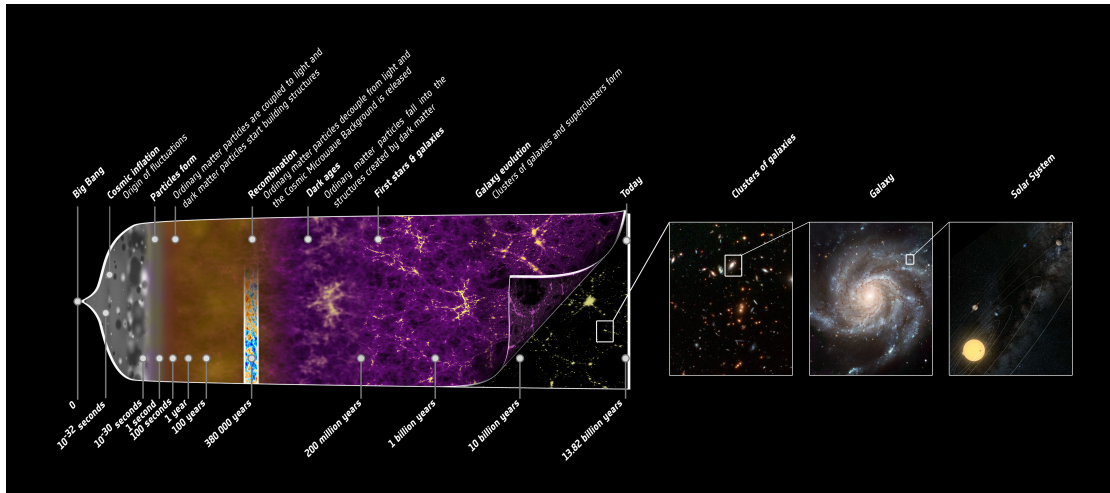 Big Bang
Cosmic inflation
Origin of fluctuations
Particles form
Ordinary matter particles are coupled to light and
dark matter particles start building structures
Recombination
Ordinary matter particles decouple from light and
the Cosmic Microwave Background is released
Dark ages
Ordinary matter particles fall into the
structures created by dark matter
First stars & galaxies
Galaxy evolution
Clusters of galaxies and superclusters form
Today
Clusters of galaxies
Galaxy
Solar System
0
10-32 seconds
10-30 seconds
1 second
100 seconds
1 year
100 years
380 000 years
200 million years
1 billion years
10 billion years
13.82 billion years